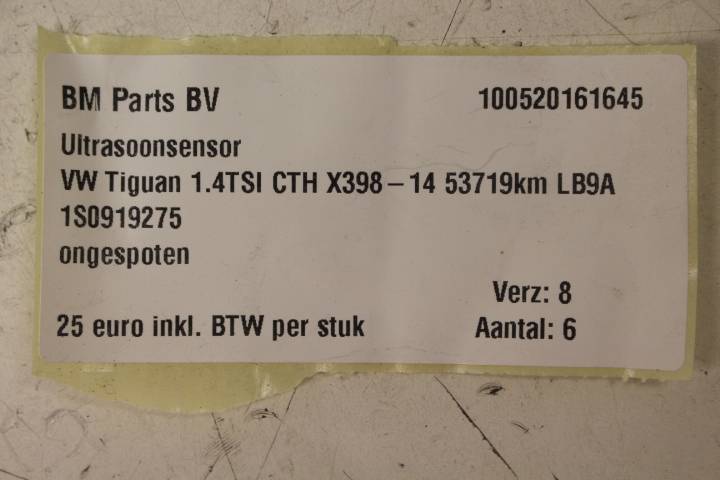 BM Parts BV 100520161645
Ultrasoonsensor
VW Tiguan 1.4TSI CTH X398-14 53719km LB9A
1S0919275
ongespoten
Verz: 8
25 euro inkl. BTW per stuk Aantal: 6